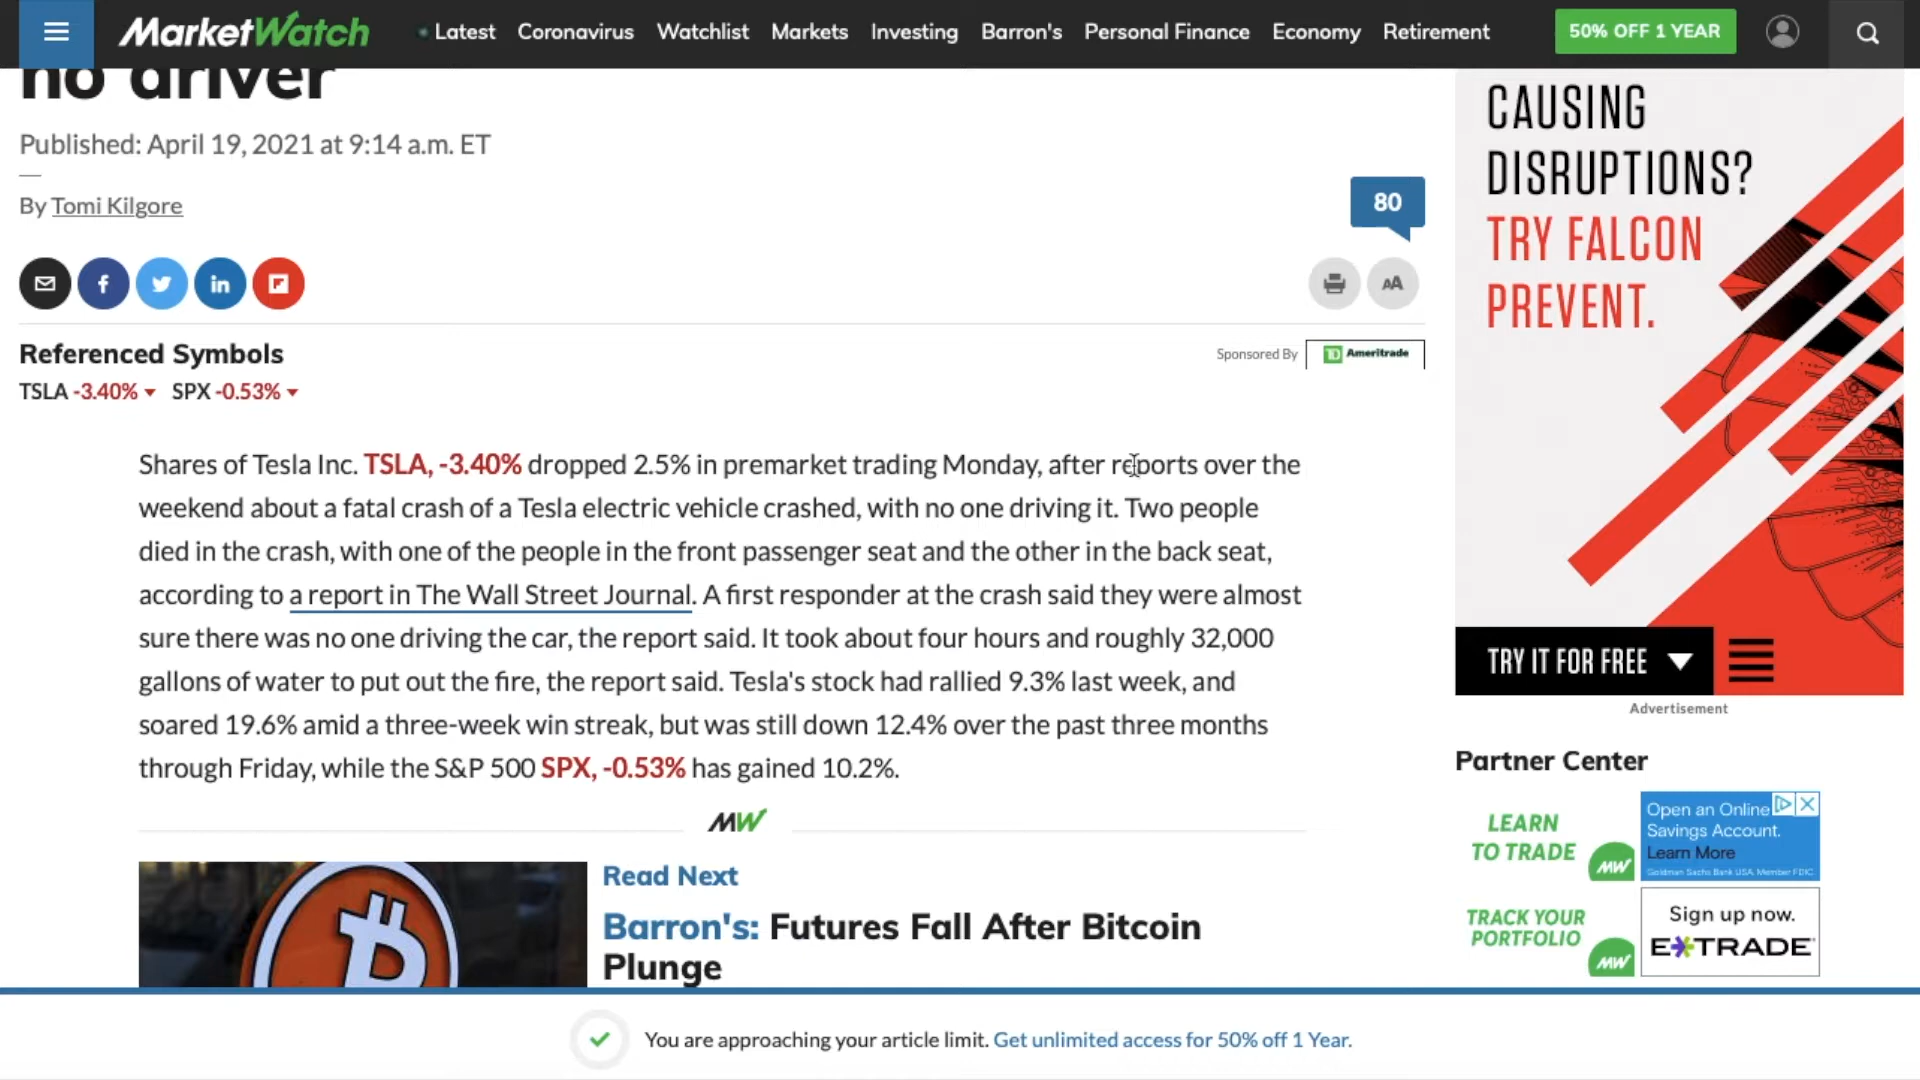 MarketWatch
Latest Coronavirus Watchlist Markets Investing Barron's Personal Finance Economy Retirement
50% OFF 1 YEAR
no driver
Published: April 19, 2021 at 9:14 a.m. ET
By Tomi Kilgore
80
f in
AA
Referenced Symbols
Sponsored By TD Ameritrade
TSLA -3.40% SPX -0.53%
Shares of Tesla Inc. TSLA, -3.40% dropped 2.5% in premarket trading Monday, after reports over the
weekend about a fatal crash of a Tesla electric vehicle crashed, with no one driving it. Two people
died in the crash, with one of the people in the front passenger seat and the other in the back seat,
according to a report in The Wall Street Journal. A first responder at the crash said they were almost
sure there was no one driving the car, the report said. It took about four hours and roughly 32,000
gallons of water to put out the fire, the report said. Tesla's stock had rallied 9.3% last week, and
soared 19.6% amid a three-week win streak, but was still down 12.4% over the past three months
through Friday, while the S&P 500 SPX, -0.53% has gained 10.2%.
MW
Read Next
Barron's: Futures Fall After Bitcoin
Plunge
CAUSING
DISRUPTIONS?
TRY FALCON
PREVENT.
TRY IT FOR FREE
Advertisement
Partner Center
LEARN
TO TRADE
MW
Open an Online
Savings Account.
Learn More
Goldman Sachs Bank USA. Member FDIC
TRACK YOUR
PORTFOLIO
MW
Sign up now.
E*TRADE
You are approaching your article limit. Get unlimited access for 50% off 1 Year.